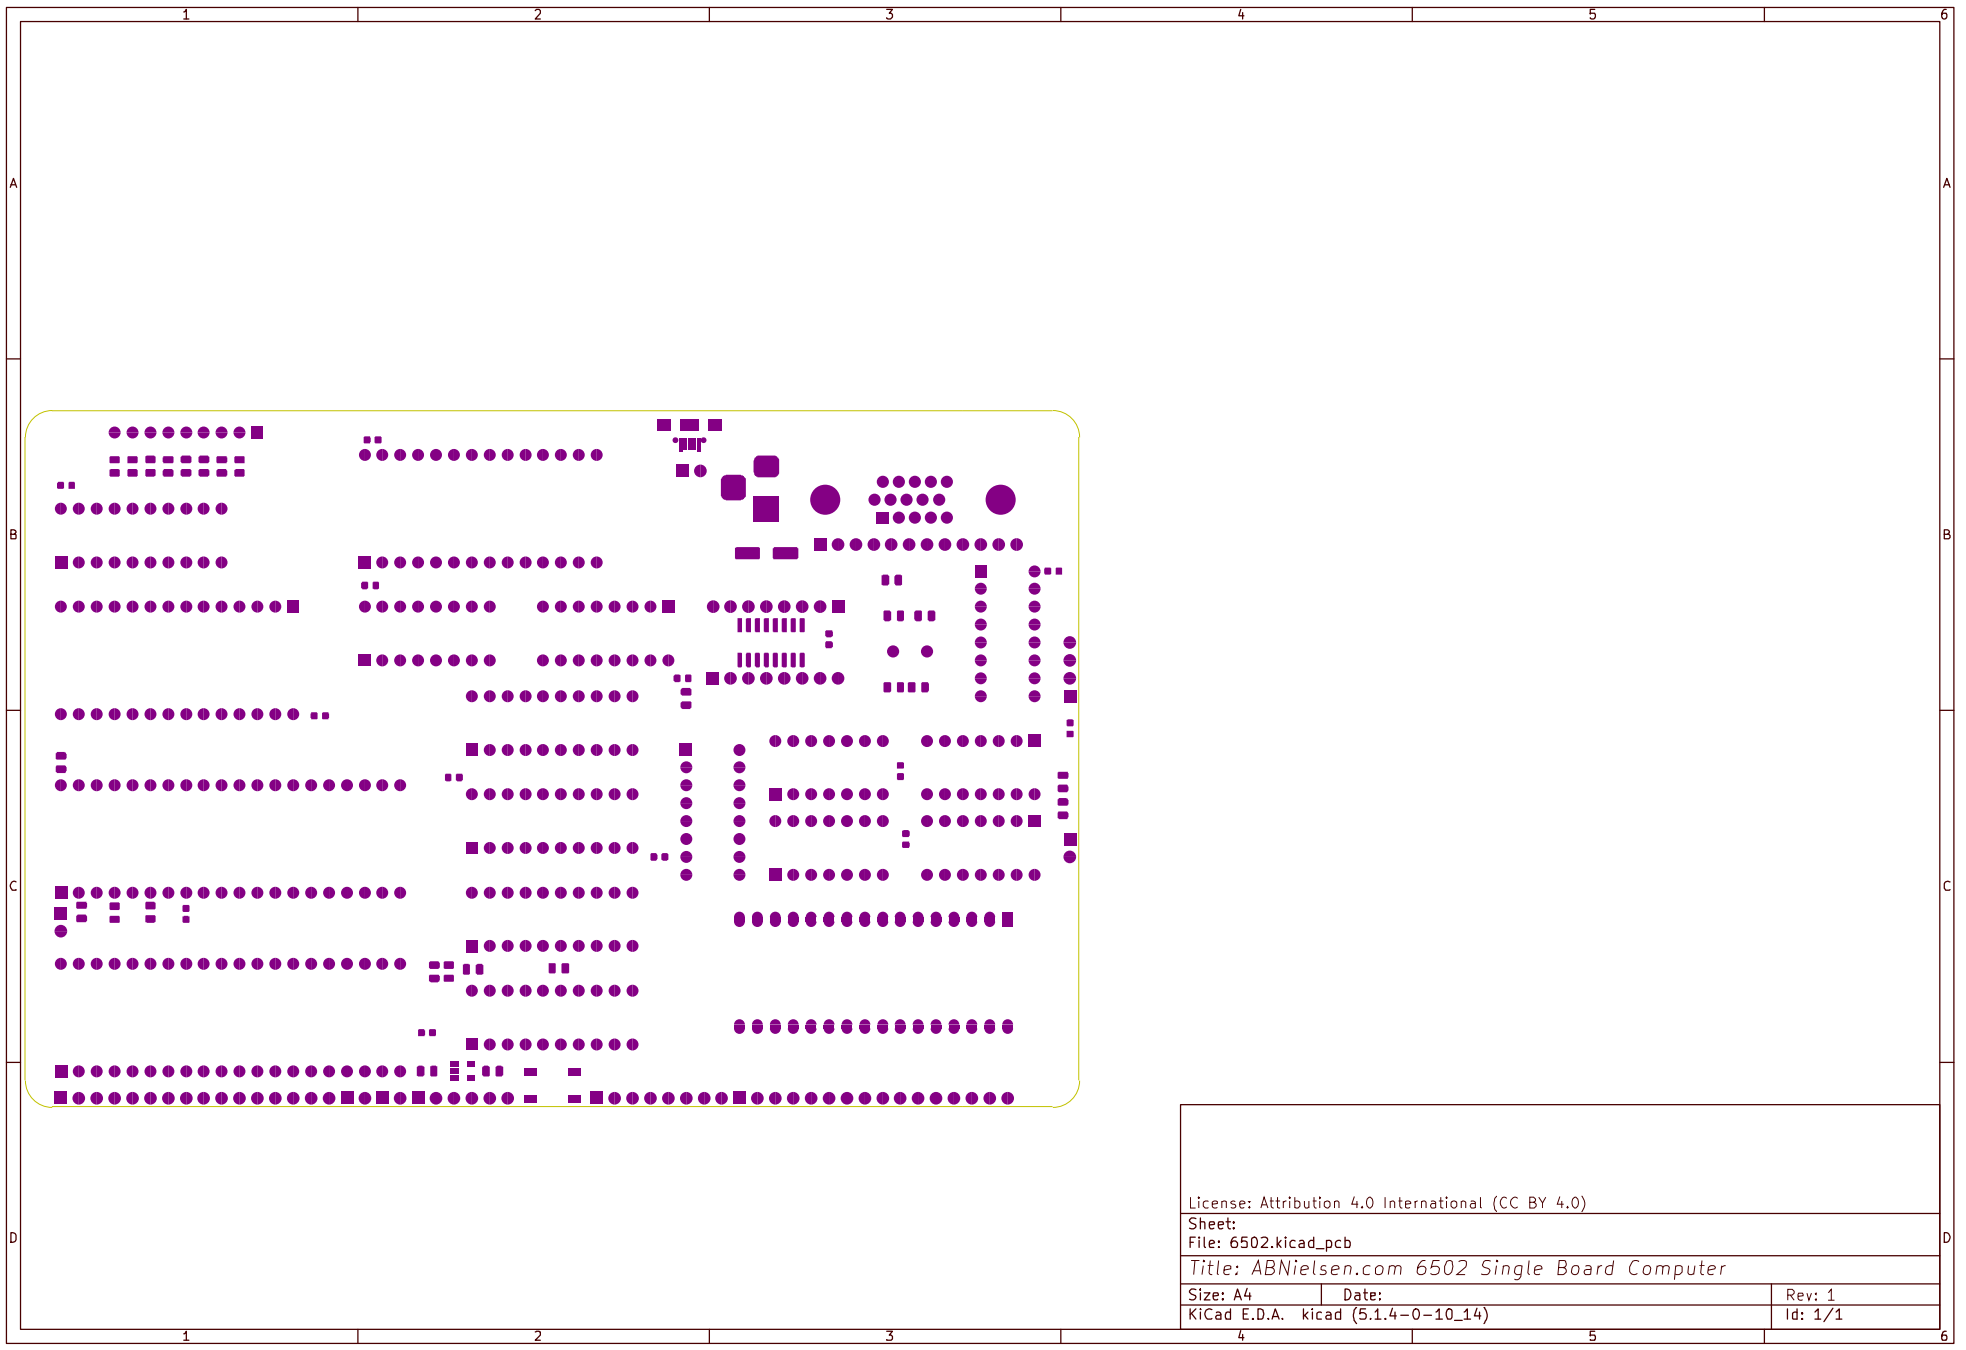 1 2 3 4 5 6
A A
B B
C C
D D
License: Attribution 4.0 International (CC BY 4.0)
Sheet:
File: 6502.kicad_pcb
Title: ABNielsen.com 6502 Single Board Computer
Size: A4 Date: Rev: 1
KiCad E.D.A. kicad (5.1.4-0-10_14) Id: 1/1
1 2 3 4 5 6